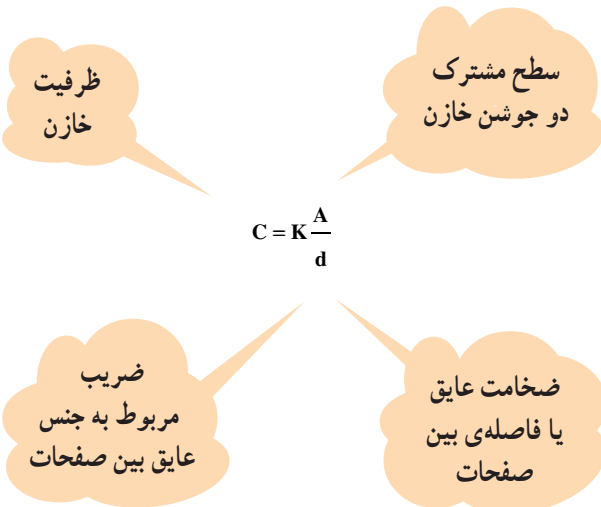 سطح مشترک
دو جوشن خازن
ظرفیت
خازن
C = K A/d
ضریب
مربوط به جنس
عایق بین صفحات
ضخامت عایق
یا فاصله‌ی بین
صفحات